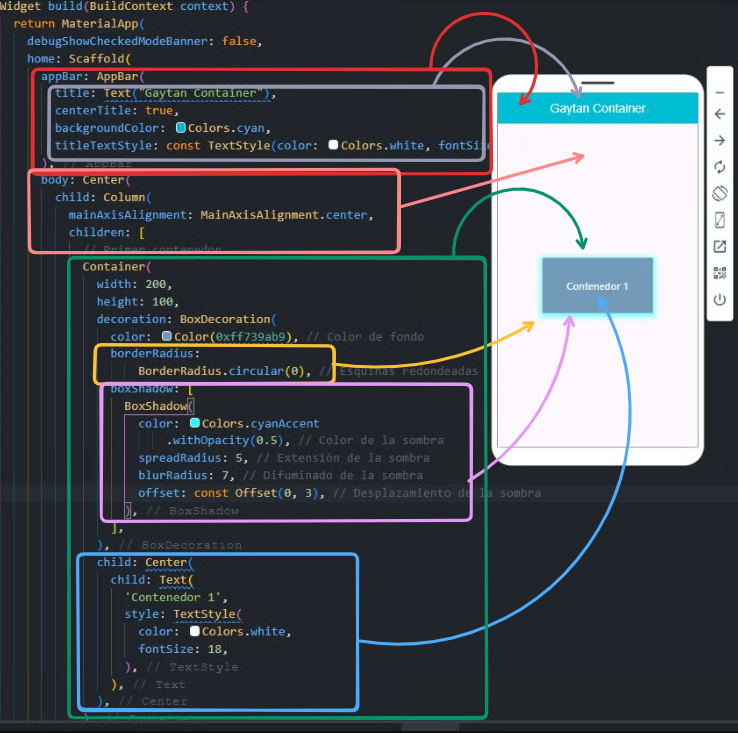 Widget build(BuildContext context) {
return MaterialApp(
debugShowCheckedModeBanner: false,
home: Scaffold(
appBar: AppBar(
title: Text("Gaytan Container"),
centerTitle: true,
backgroundColor: Colors.cyan,
titleTextStyle: const TextStyle(color: Colors.white, fontSiz
), // AppBar
body: Center(
child: Column(
mainAxisAlignment: MainAxisAlignment.center,
children: [
// Primer contenedor
Container(
width: 200,
height: 100,
decoration: BoxDecoration(
color: Color(0xff739ab9), // Color de fondo
borderRadius:
BorderRadius.circular(0), // Esquinas redondeadas
boxShadow: [
BoxShadow(
color: Colors.cyanAccent
.withOpacity(0.5), // Color de la sombra
spreadRadius: 5, // Extensión de la sombra
blurRadius: 7, // Difuminado de la sombra
offset: const Offset(0, 3), // Desplazamiento de la sombra
), // BoxShadow
],
), // BoxDecoration
child: Center(
child: Text(
'Contenedor 1',
style: TextStyle(
color: Colors.white,
fontSize: 18,
), // TextStyle
), // Text
), // Center
Gaytan Container
Contenedor 1